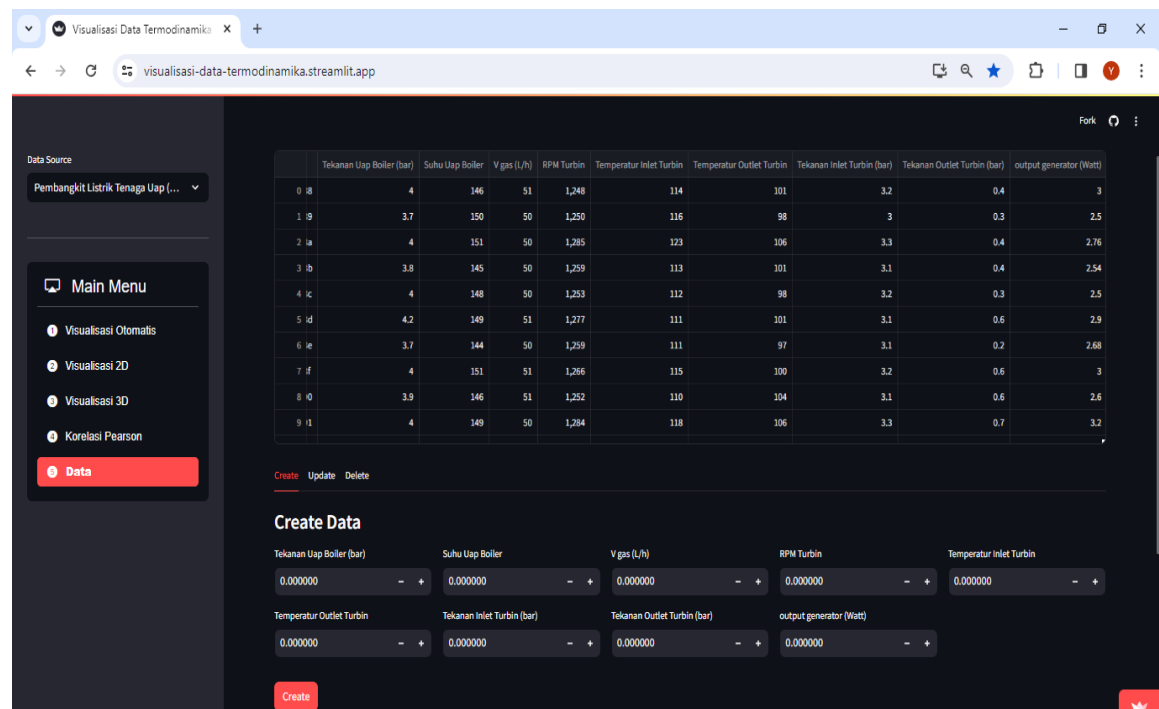 Visualisasi Data Termodinamika
visualisasi-data-termodinamika.streamlit.app
Y
Fork
Data Source
Pembangkit Listrik Tenaga Uap (...
Main Menu
1 Visualisasi Otomatis
2 Visualisasi 2D
3 Visualisasi 3D
4 Korelasi Pearson
5 Data
Tekanan Uap Boiler (bar) Suhu Uap Boiler V gas (L/h) RPM Turbin Temperatur Inlet Turbin Temperatur Outlet Turbin Tekanan Inlet Turbin (bar) Tekanan Outlet Turbin (bar) output generator (Watt)
0 4 146 51 1,248 114 101 3.2 0.4 3
1 3.7 150 50 1,250 116 98 3 0.3 2.5
2 4 151 50 1,285 123 106 3.3 0.4 2.76
3 3.8 145 50 1,259 113 101 3.1 0.4 2.54
4 4 148 50 1,253 112 98 3.2 0.3 2.5
5 4.2 149 51 1,277 111 101 3.1 0.6 2.9
6 3.7 144 50 1,259 111 97 3.1 0.2 2.68
7 4 151 51 1,266 115 100 3.2 0.6 3
8 3.9 146 51 1,252 110 104 3.1 0.6 2.6
9 4 149 50 1,284 118 106 3.3 0.7 3.2
Create Update Delete
Create Data
Tekanan Uap Boiler (bar) Suhu Uap Boiler V gas (L/h) RPM Turbin Temperatur Inlet Turbin
0.000000 - + 0.000000 - + 0.000000 - + 0.000000 - + 0.000000 - +
Temperatur Outlet Turbin Tekanan Inlet Turbin (bar) Tekanan Outlet Turbin (bar) output generator (Watt)
0.000000 - + 0.000000 - + 0.000000 - + 0.000000 - +
Create